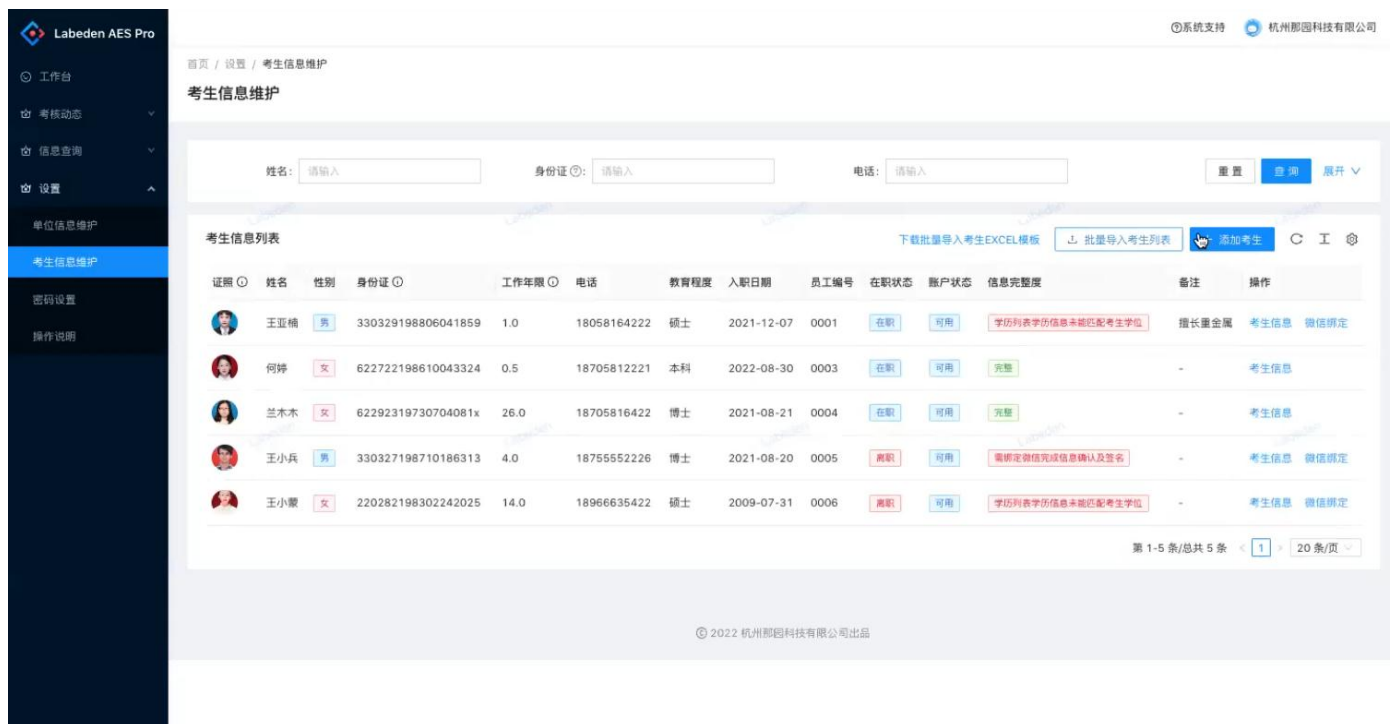 Labeden AES Pro
系统支持 杭州那园科技有限公司
工作台
考核动态
信息查询
设置
单位信息维护
考生信息维护
密码设置
操作说明
首页 / 设置 / 考生信息维护
考生信息维护
姓名: 请输入 身份证: 请输入 电话: 请输入 重置 查询 展开
考生信息列表 下载批量导入考生EXCEL模板 批量导入考生列表 添加考生
证照 姓名 性别 身份证 工作年限 电话 教育程度 入职日期 员工编号 在职状态 账户状态 信息完整度 备注 操作
王亚楠 男 330329198806041859 1.0 18058164222 硕士 2021-12-07 0001 在职 可用 学历列表学历信息未能匹配考生学位 擅长重金属 考生信息 微信绑定
何婷 女 622722198610043324 0.5 18705812221 本科 2022-08-30 0003 在职 可用 完整 - 考生信息
兰木木 女 62292319730704081x 26.0 18705816422 博士 2021-08-21 0004 在职 可用 完整 - 考生信息
王小兵 男 330327198710186313 4.0 18755552226 博士 2021-08-20 0005 离职 可用 需绑定微信完成信息确认及签名 - 考生信息 微信绑定
王小蒙 女 220282198302242025 14.0 18966635422 硕士 2009-07-31 0006 离职 可用 学历列表学历信息未能匹配考生学位 - 考生信息 微信绑定
第 1-5 条/总共 5 条 < 1 > 20 条/页
© 2022 杭州那园科技有限公司出品
Labeden